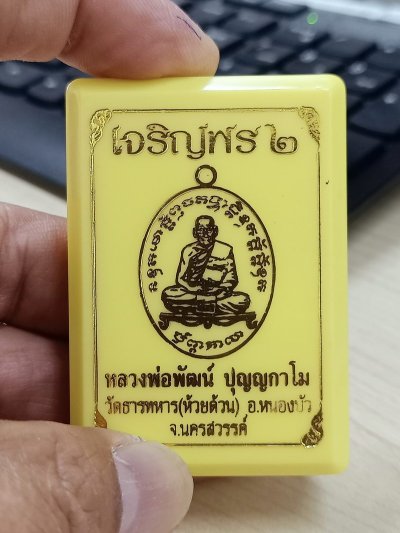 เจริญพร ๒
หลวงพ่อพัฒน์ ปุญญกาโม
วัดธารทหาร(ห้วยด้วน) อ.หนองบัว
จ.นครสวรรค์